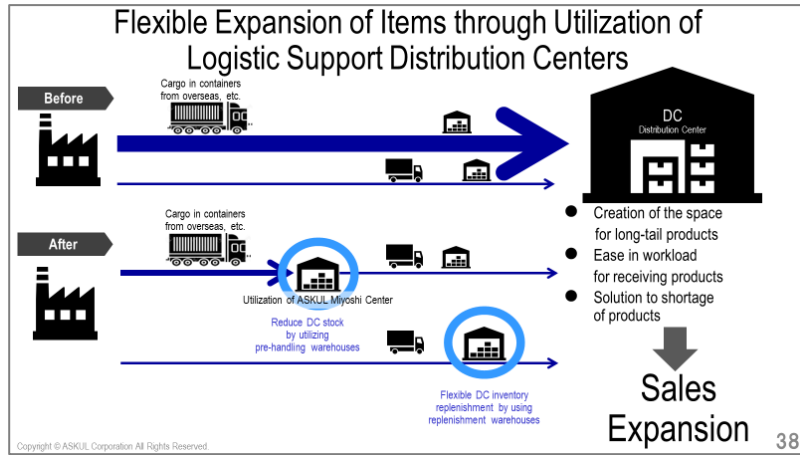 Flexible Expansion of Items through Utilization of
Logistic Support Distribution Centers
Before
Cargo in containers
from overseas, etc.
DC
Distribution Center
After
Cargo in containers
from overseas, etc.
Utilization of ASKUL Miyoshi Center
Reduce DC stock
by utilizing
pre-handling warehouses
Flexible DC inventory
replenishment by using
replenishment warehouses
● Creation of the space
for long-tail products
● Ease in workload
for receiving products
● Solution to shortage
of products
Sales
Expansion
Copyright © ASKUL Corporation All Rights Reserved
38